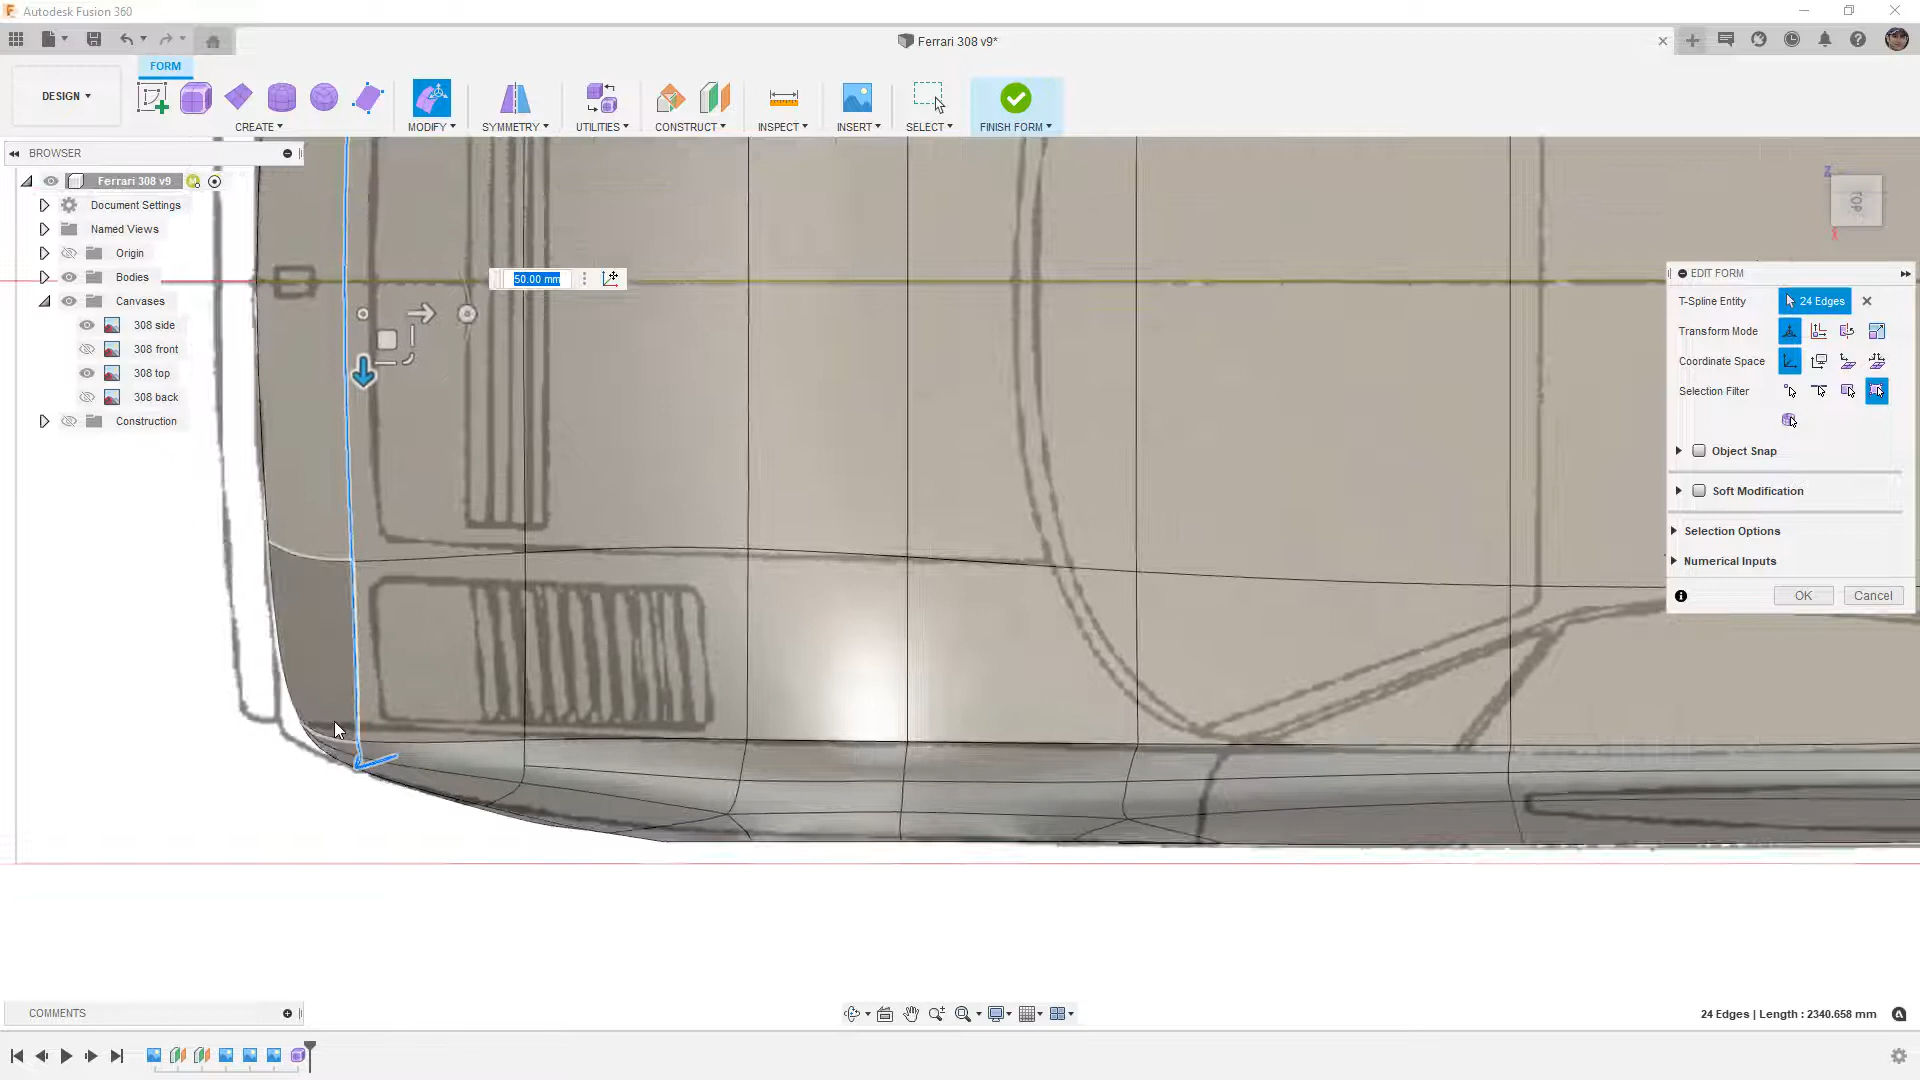 Autodesk Fusion 360
Ferrari 308 v9*
FORM
DESIGN
CREATE
MODIFY
SYMMETRY
UTILITIES
CONSTRUCT
INSPECT
INSERT
SELECT
FINISH FORM
BROWSER
Ferrari 308 v9
Document Settings
Named Views
Origin
Bodies
Canvases
308 side
308 front
308 top
308 back
Construction
50.00 mm
Z
TOP
X
EDIT FORM
T-Spline Entity
24 Edges
Transform Mode
Coordinate Space
Selection Filter
Object Snap
Soft Modification
Selection Options
Numerical Inputs
OK
Cancel
COMMENTS
24 Edges | Length : 2340.658 mm